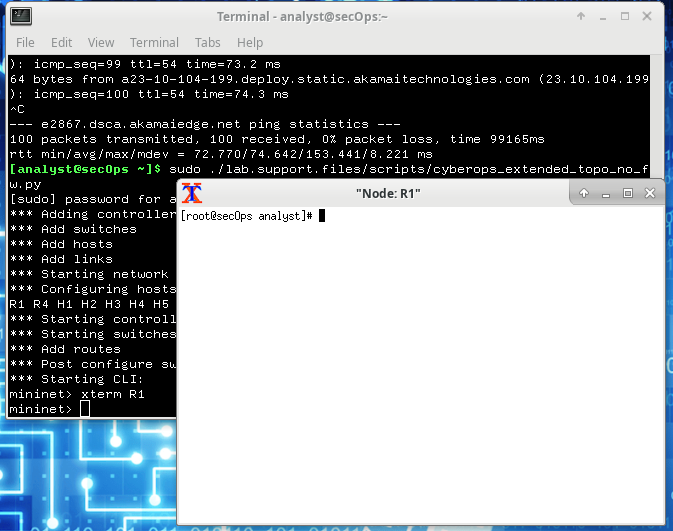 Terminal - analyst@secOps:~
File Edit View Terminal Tabs Help
): icmp_seq=99 ttl=54 time=73.2 ms
64 bytes from a23-10-104-199.deploy.static.akamaitechnologies.com (23.10.104.199
): icmp_seq=100 ttl=54 time=74.3 ms
^C
--- e2867.dsca.akamaiedge.net ping statistics ---
100 packets transmitted, 100 received, 0% packet loss, time 99165ms
rtt min/avg/max/mdev = 72.770/74.642/153.441/8.221 ms
[analyst@secOps ~]$ sudo ./lab.support.files/scripts/cyberops_extended_topo_no_f
w.py
[sudo] password for a
*** Adding controller
*** Add switches
*** Add hosts
*** Add links
*** Starting network
*** Configuring hosts
R1 R4 H1 H2 H3 H4 H5
*** Starting controll
*** Starting switches
*** Add routes
*** Post configure sw
*** Starting CLI:
mininet> xterm R1
mininet>
"Node: R1"
[root@secOps analyst]#